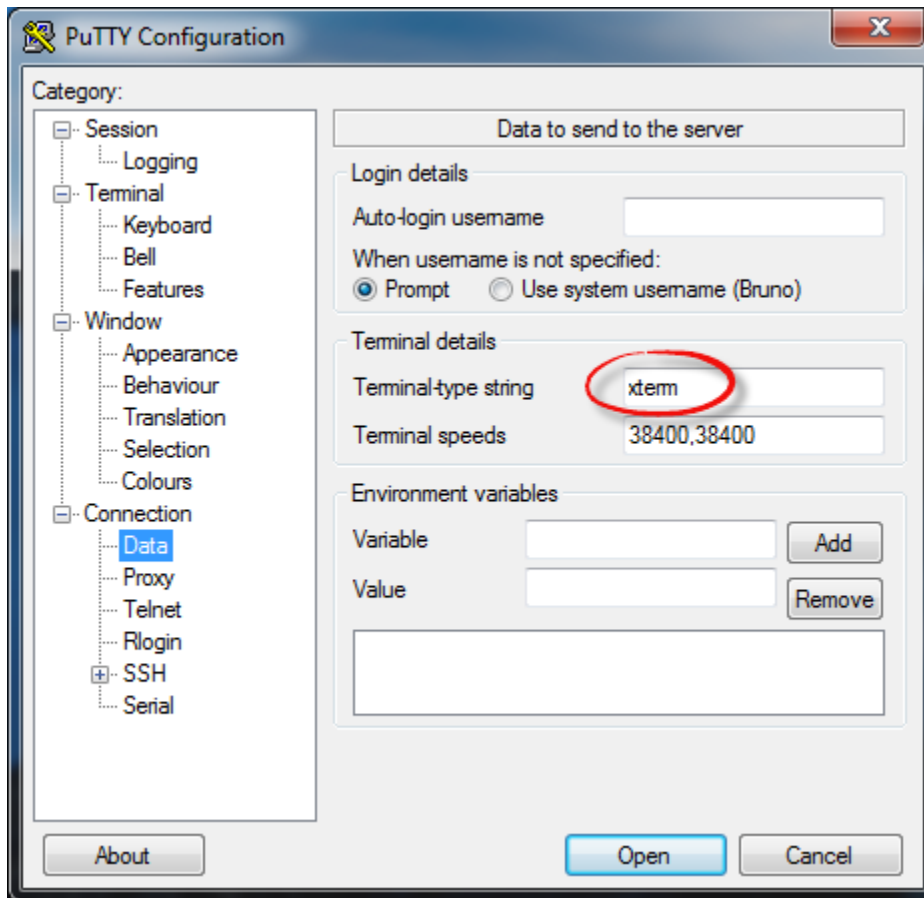 PuTTY Configuration
X
Category:
Session
Logging
Terminal
Keyboard
Bell
Features
Window
Appearance
Behaviour
Translation
Selection
Colours
Connection
Data
Proxy
Telnet
Rlogin
SSH
Serial
Data to send to the server
Login details
Auto-login username
When username is not specified:
Prompt Use system username (Bruno)
Terminal details
Terminal-type string xterm
Terminal speeds 38400,38400
Environment variables
Variable Add
Value Remove
About Open Cancel